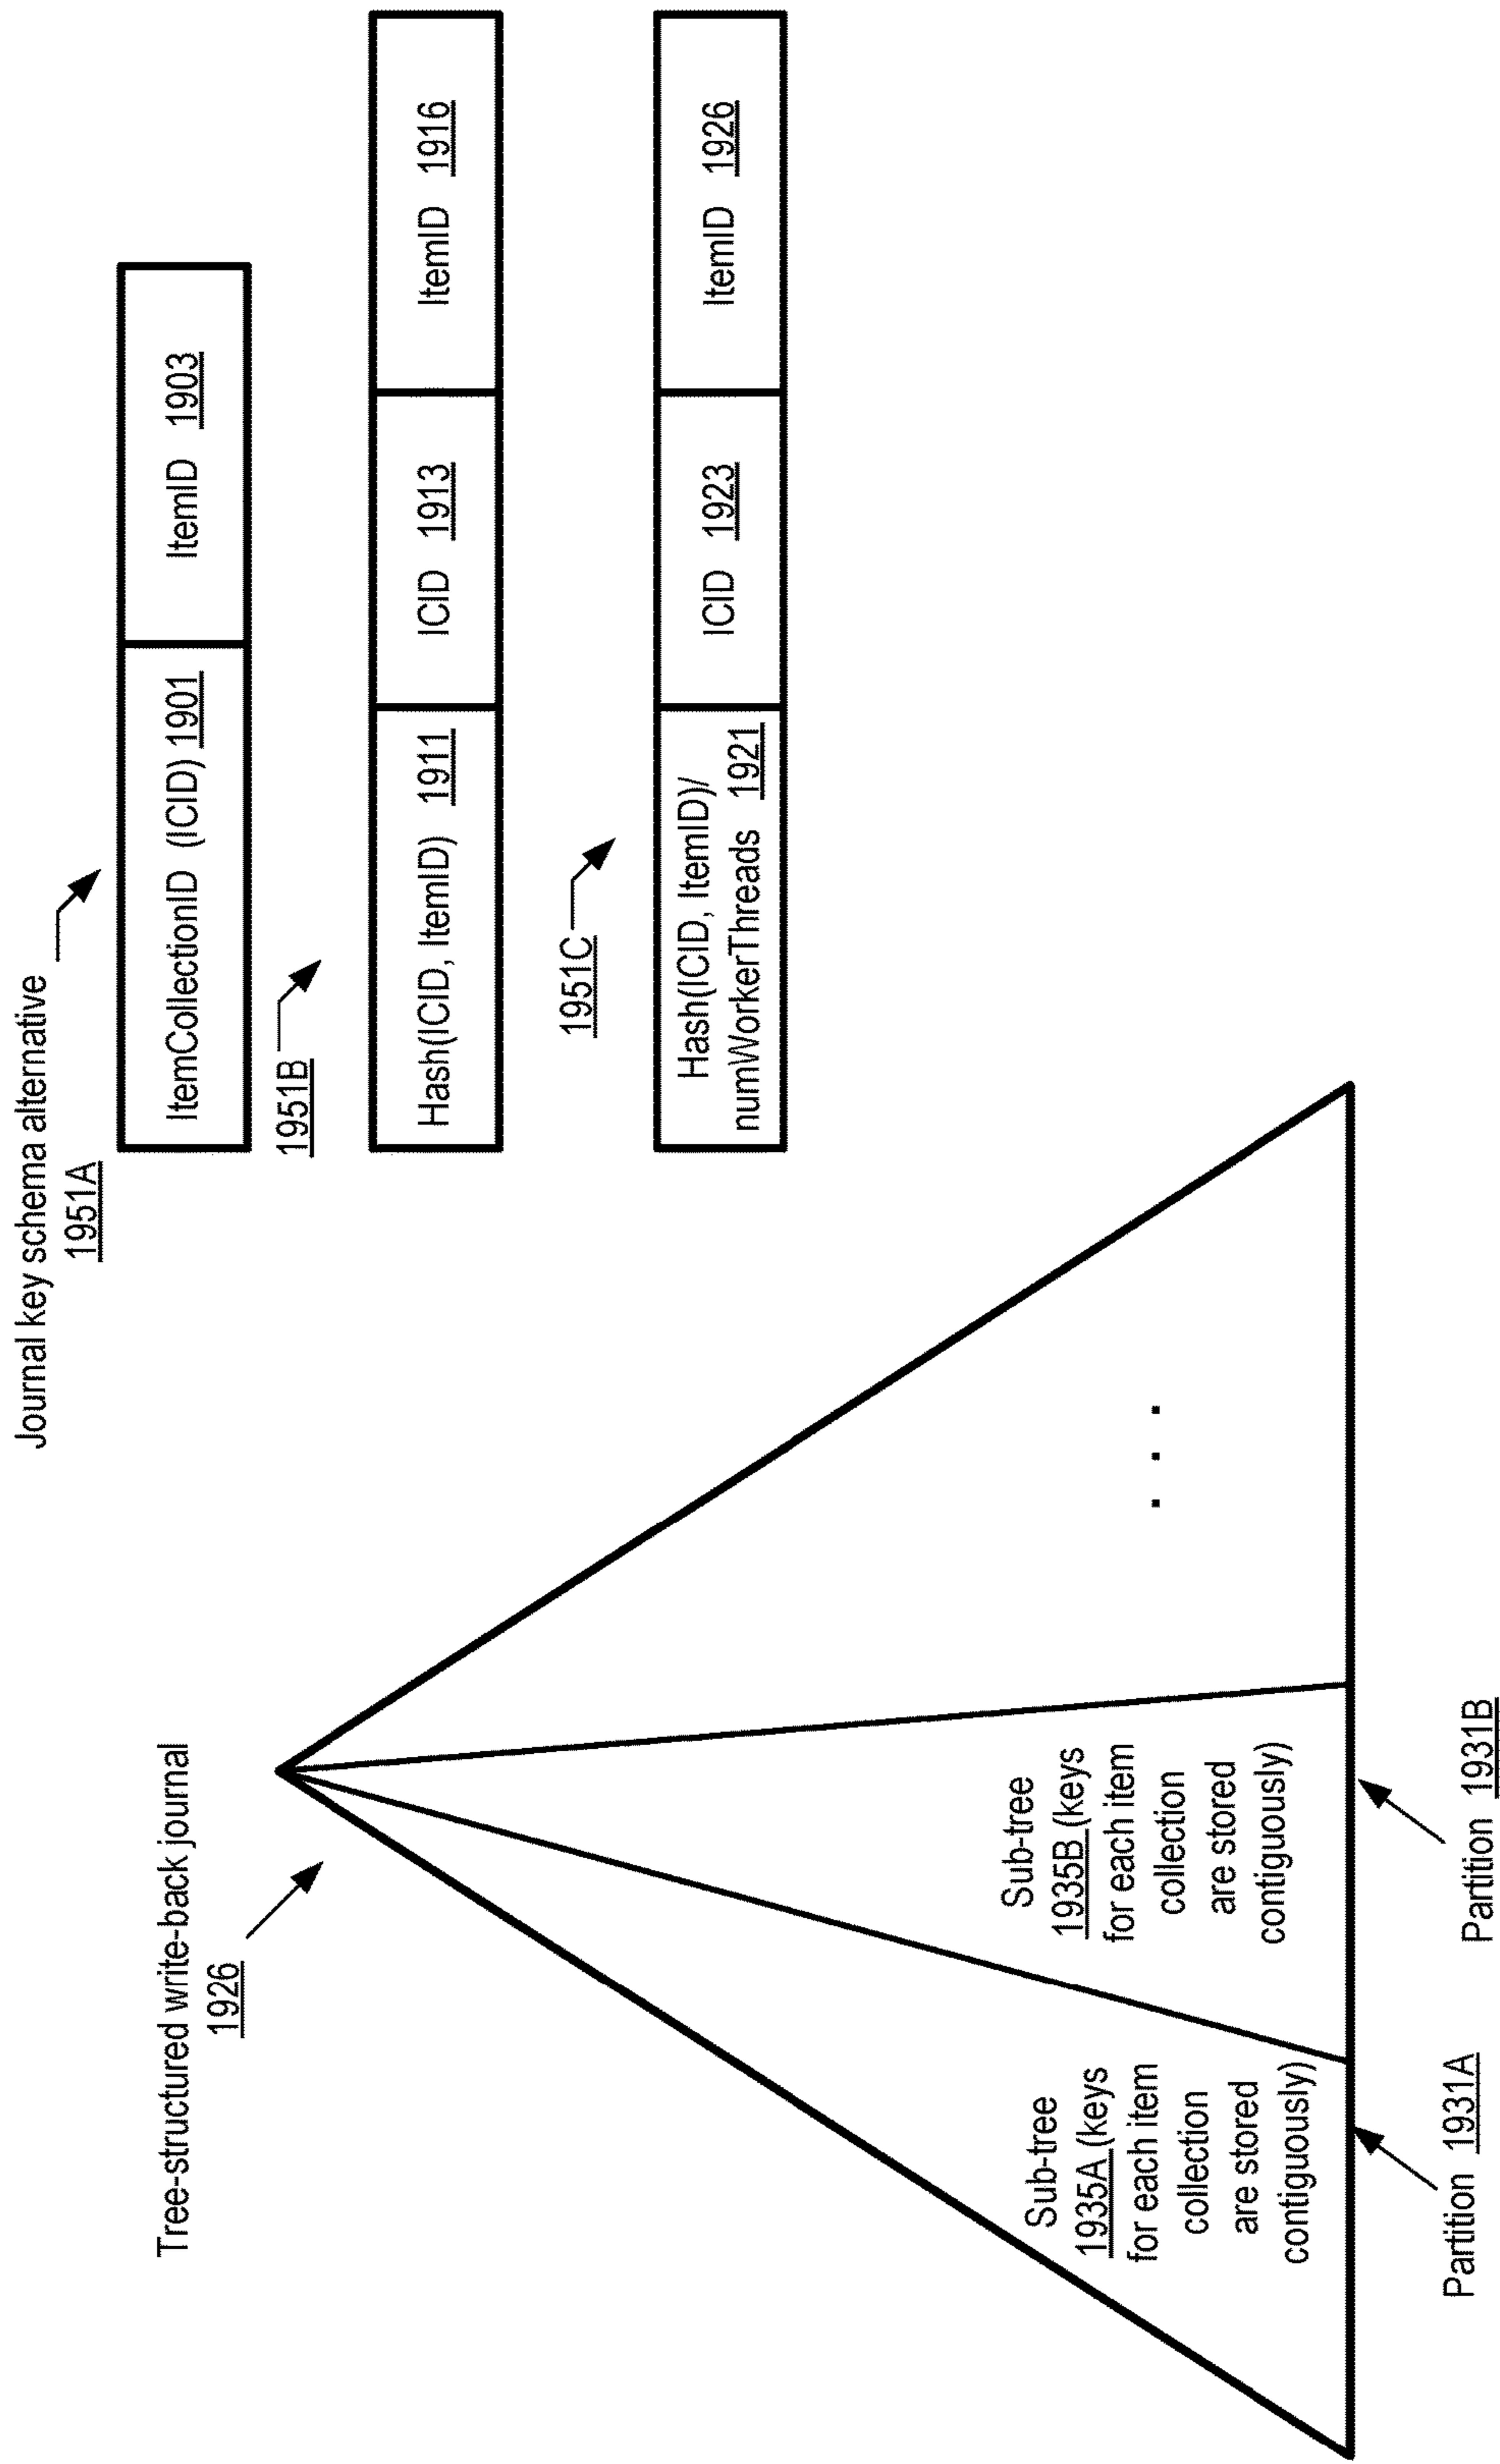 Tree-structured write-back journal
1926
Sub-tree
1935A (keys
for each item
collection
are stored
contiguously)
Sub-tree
1935B (keys
for each item
collection
are stored
contiguously)
. . .
Partition 1931A
Partition 1931B
Journal key schema alternative
1951A
ItemCollectionID (ICID) 1901
ItemID 1903
1951B
Hash(ICID, ItemID) 1911
ICID 1913
ItemID 1916
1951C
Hash(ICID, ItemID)/
numWorkerThreads 1921
ICID 1923
ItemID 1926